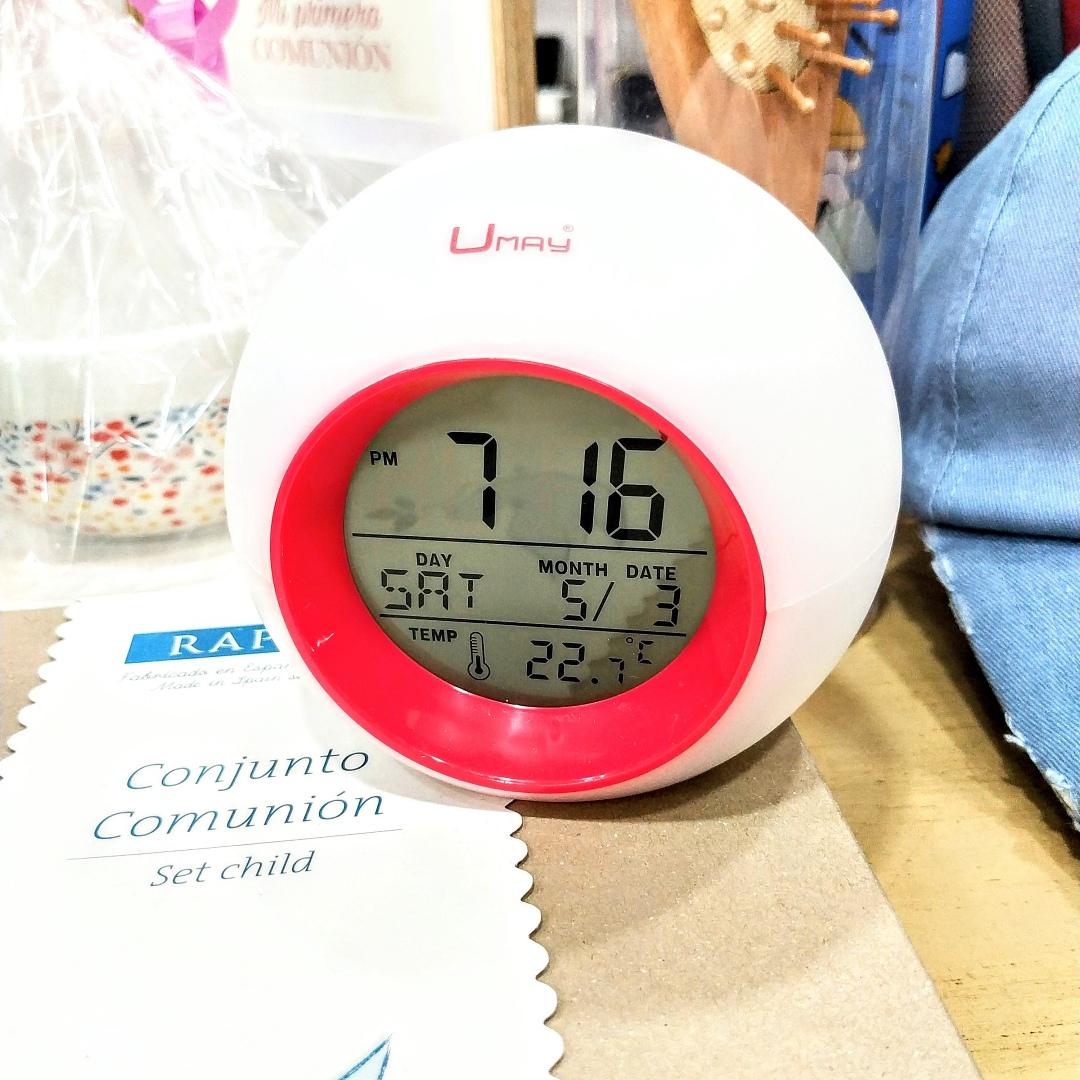 Mi primera
COMUNIÓN
UMAY®
PM 7 16
DAY MONTH DATE
SAT 5/ 3
TEMP 22.7°C
RAP
Fabricado en
Made in Spain
Conjunto
Comunión
Set child